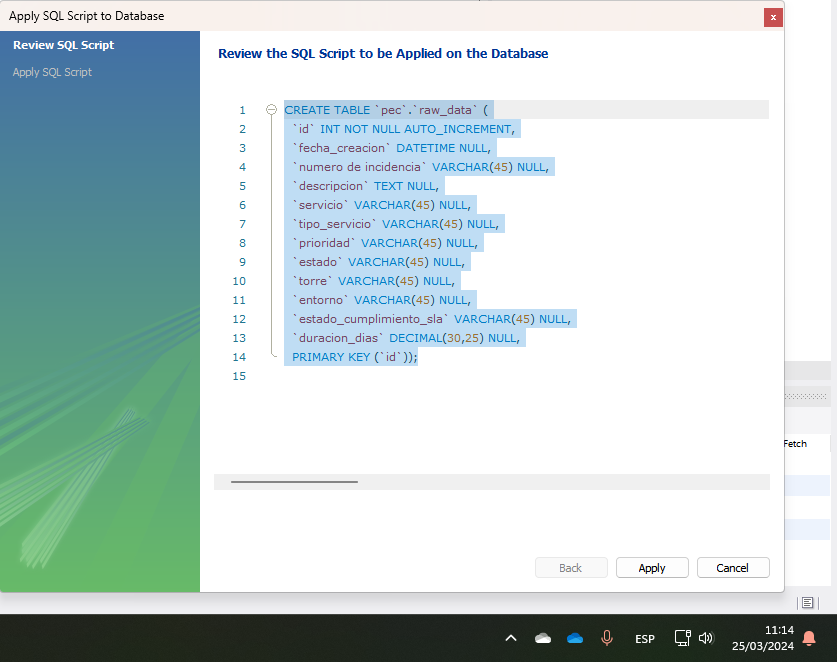 Apply SQL Script to Database
x
Review SQL Script
Apply SQL Script
Review the SQL Script to be Applied on the Database
1 CREATE TABLE `pec`.`raw_data` (
2 `id` INT NOT NULL AUTO_INCREMENT,
3 `fecha_creacion` DATETIME NULL,
4 `numero de incidencia` VARCHAR(45) NULL,
5 `descripcion` TEXT NULL,
6 `servicio` VARCHAR(45) NULL,
7 `tipo_servicio` VARCHAR(45) NULL,
8 `prioridad` VARCHAR(45) NULL,
9 `estado` VARCHAR(45) NULL,
10 `torre` VARCHAR(45) NULL,
11 `entorno` VARCHAR(45) NULL,
12 `estado_cumplimiento_sla` VARCHAR(45) NULL,
13 `duracion_dias` DECIMAL(30,25) NULL,
14 PRIMARY KEY (`id`));
15
Fetch
Back Apply Cancel
ESP
11:14
25/03/2024